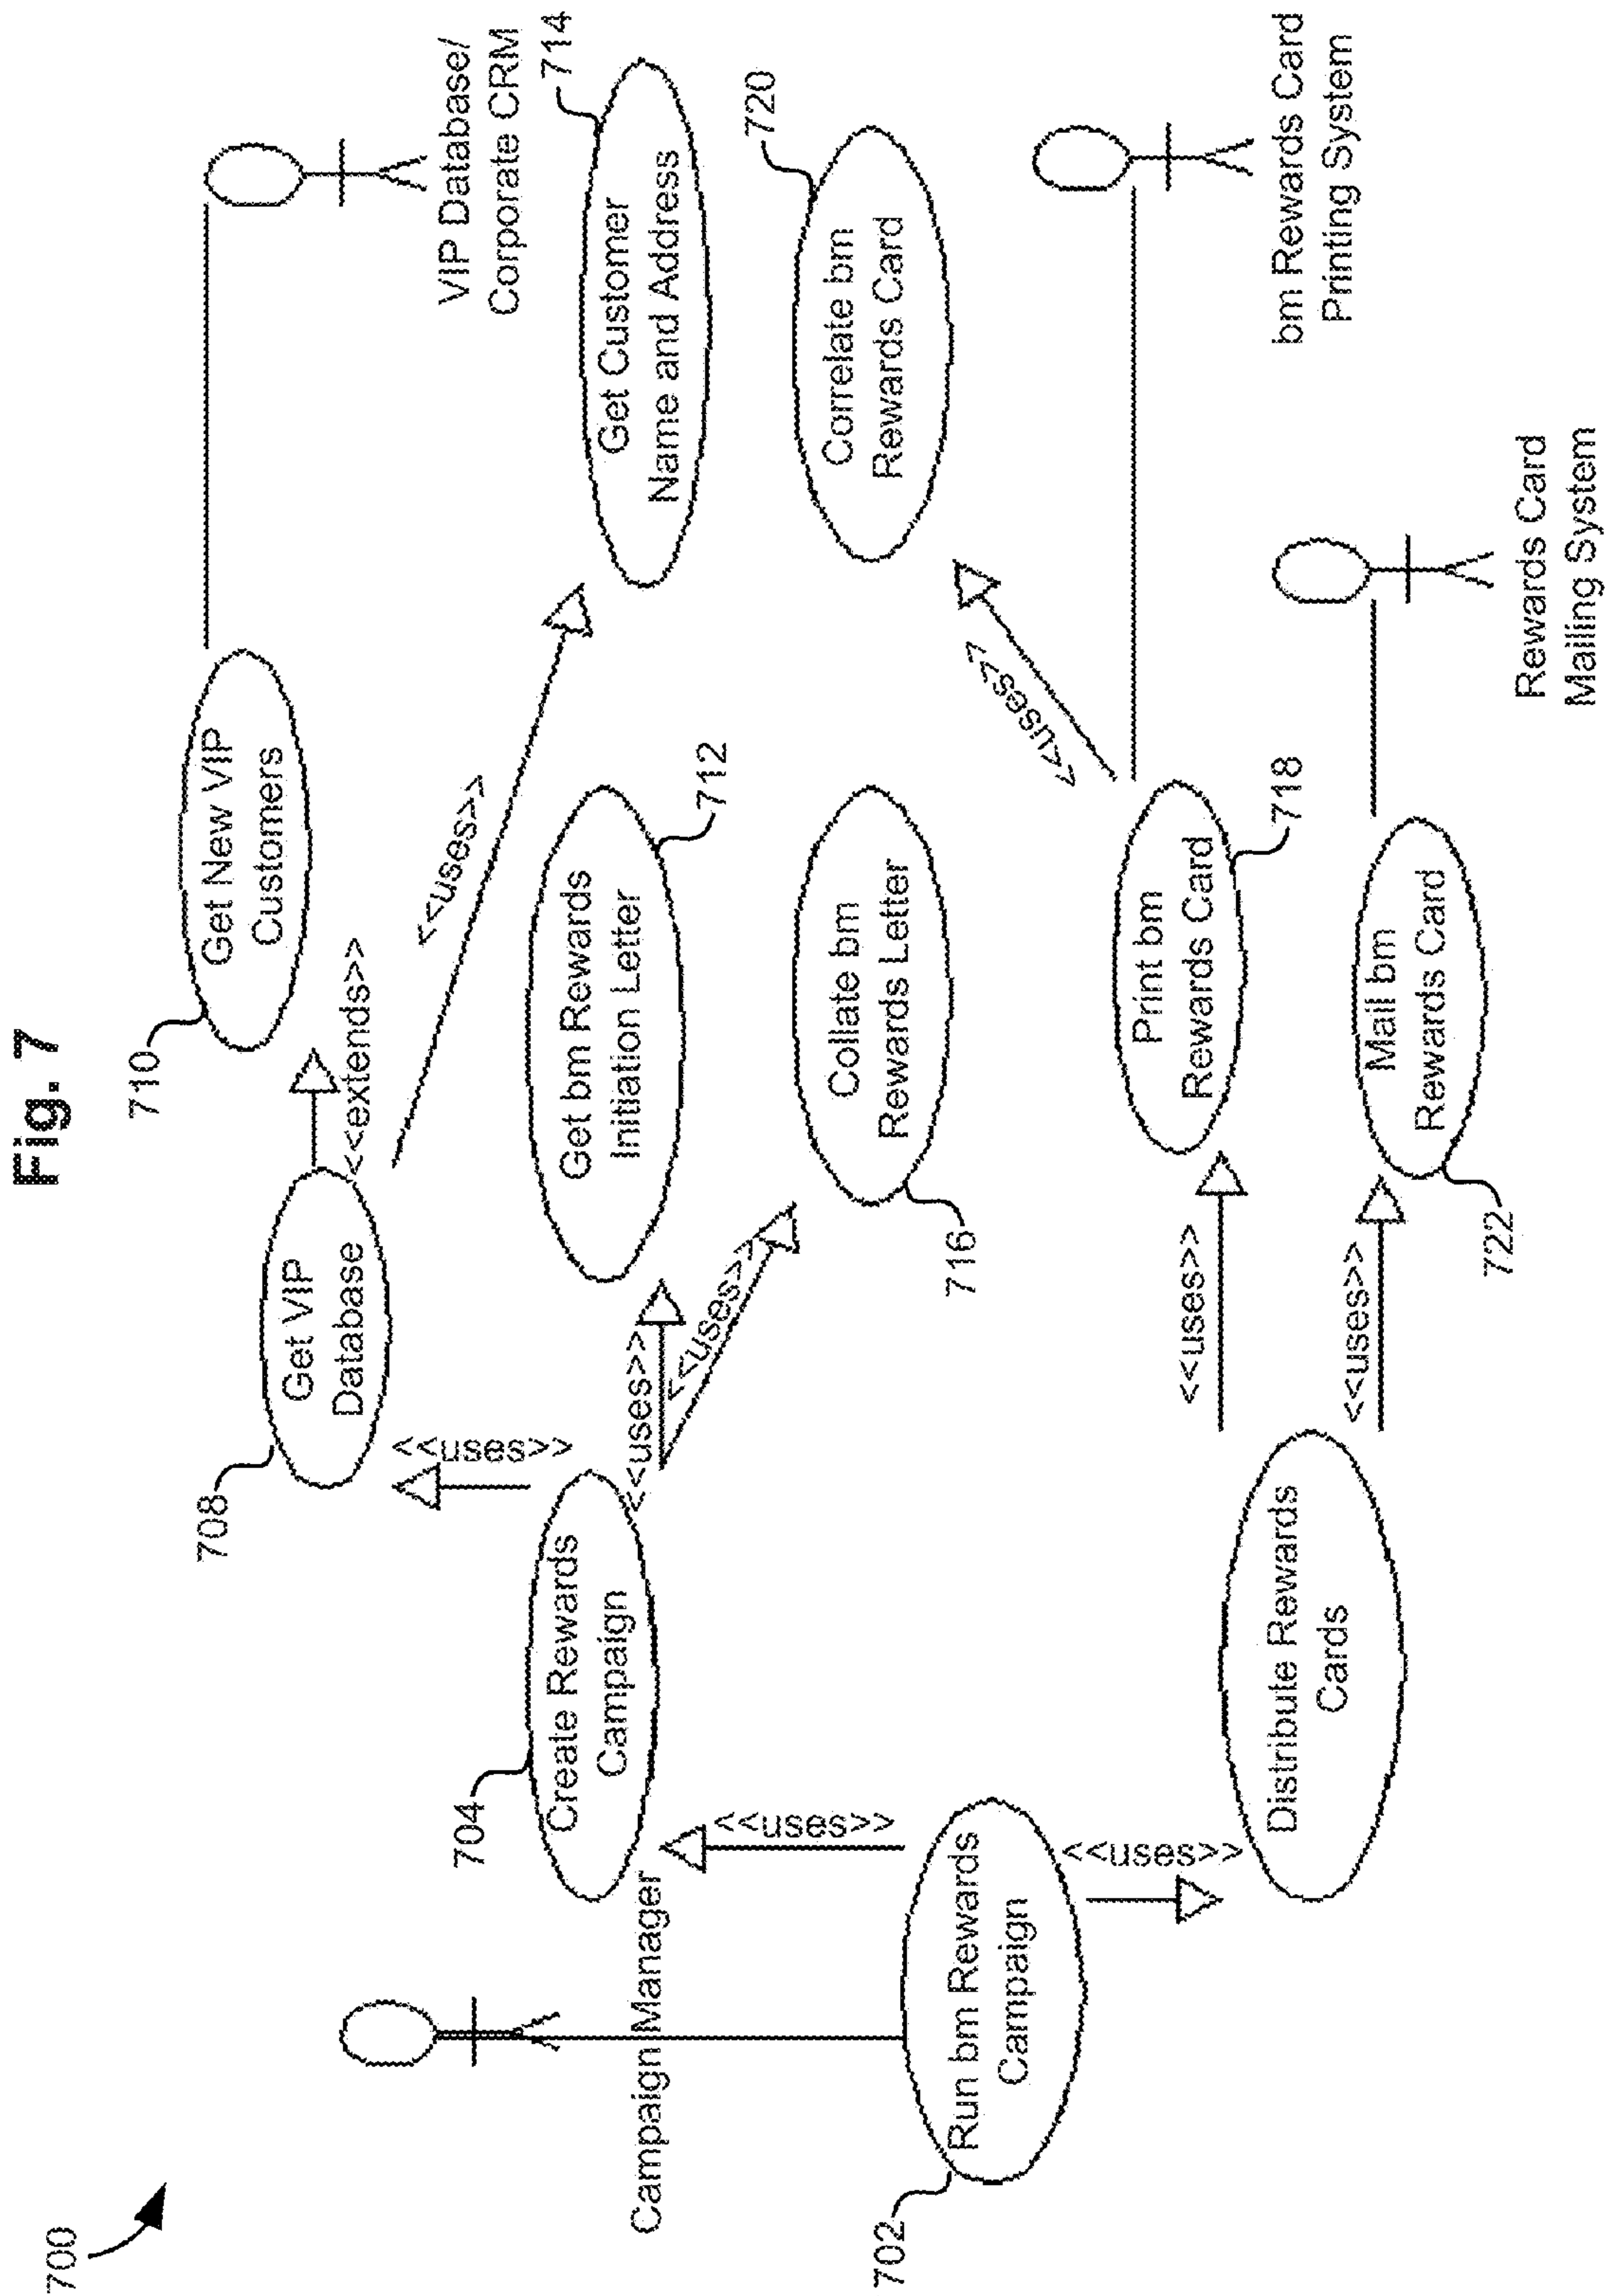 Fig. 7
700
710
Get New VIP
Customers
VIP Database/
Corporate CRM
708
Get VIP
Database
<<extends>>
<<uses>>
714
Get Customer
Name and Address
<<uses>>
704
Create Rewards
Campaign
<<uses>>
<<uses>>
Get bm Rewards
Initiation Letter
712
720
Correlate bm
Rewards Card
Campaign Manager
<<uses>>
716
Collate bm
Rewards Letter
<<uses>>
702
Run bm Rewards
Campaign
<<uses>>
Distribute Rewards
Cards
<<uses>>
Print bm
Rewards Card
718
bm Rewards Card
Printing System
<<uses>>
722
Mail bm
Rewards Card
Rewards Card
Mailing System